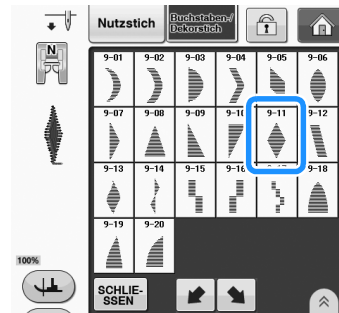 Nutzstich
Buchstaben-/
Dekorstich
N
9-01 9-02 9-03 9-04 9-05 9-06
9-07 9-08 9-09 9-10 9-11 9-12
9-13 9-14 9-15 9-16 9-18
9-19 9-20
100%
SCHLIE-
SSEN